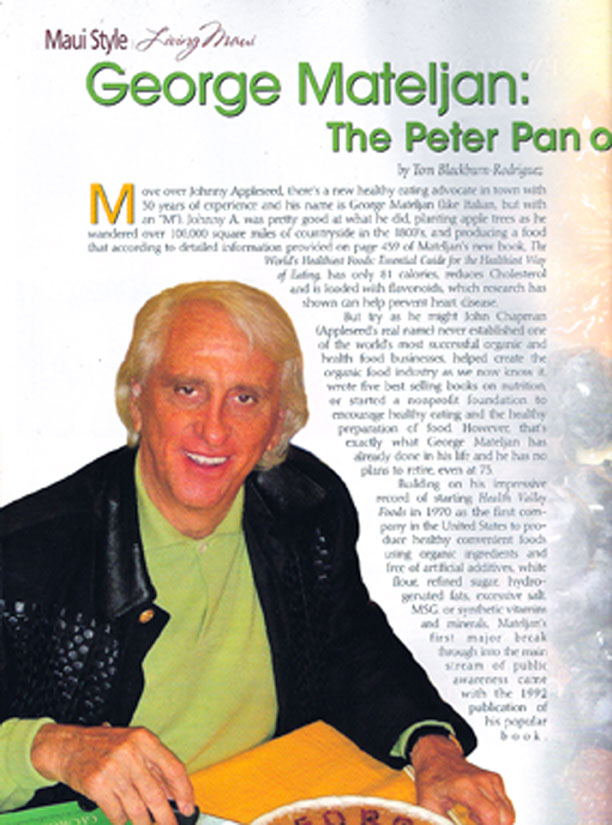 Maui Style | Living Maui
George Mateljan:
The Peter Pan o
by Tom Blackburn-Rodriguez
Move over Johnny Appleseed, there's a new healthy eating advocate in town with
50 years of experience and his name is George Mateljan (like Italian, but with
an "M"). Johnny A. was pretty good at what he did, planting apple trees as he
wandered over 100,000 square miles of countryside in the 1800's, and producing a food
that according to detailed information provided on page 459 of Mateljan's new book, The
World's Healthiest Foods: Essential Guide for the Healthiest Way
of Eating, has only 81 calories, reduces Cholesterol
and is loaded with flavonoids, which research has
shown can help prevent heart disease.
But try as he might John Chapman
(Appleseed's real name) never established one
of the world's most successful organic and
health food businesses, helped create the
organic food industry as we now know it,
wrote five best selling books on nutrition,
or started a nonprofit foundation to
encourage healthy eating and the healthy
preparation of food. However, that's
exactly what George Mateljan has
already done in his life and he has no
plans to retire, even at 75.
Building on his impressive
record of starting Health Valley
Foods in 1970 as the first com-
pany in the United States to pro-
duce healthy convenient foods
using organic ingredients and
free of artificial additives, white
flour, refined sugar, hydro-
genated fats, excessive salt,
MSG, or synthetic vitamins
and minerals, Mateljan's
first major break
through into the main
stream of public
awareness came
with the 1992
publication of
his popular
book,